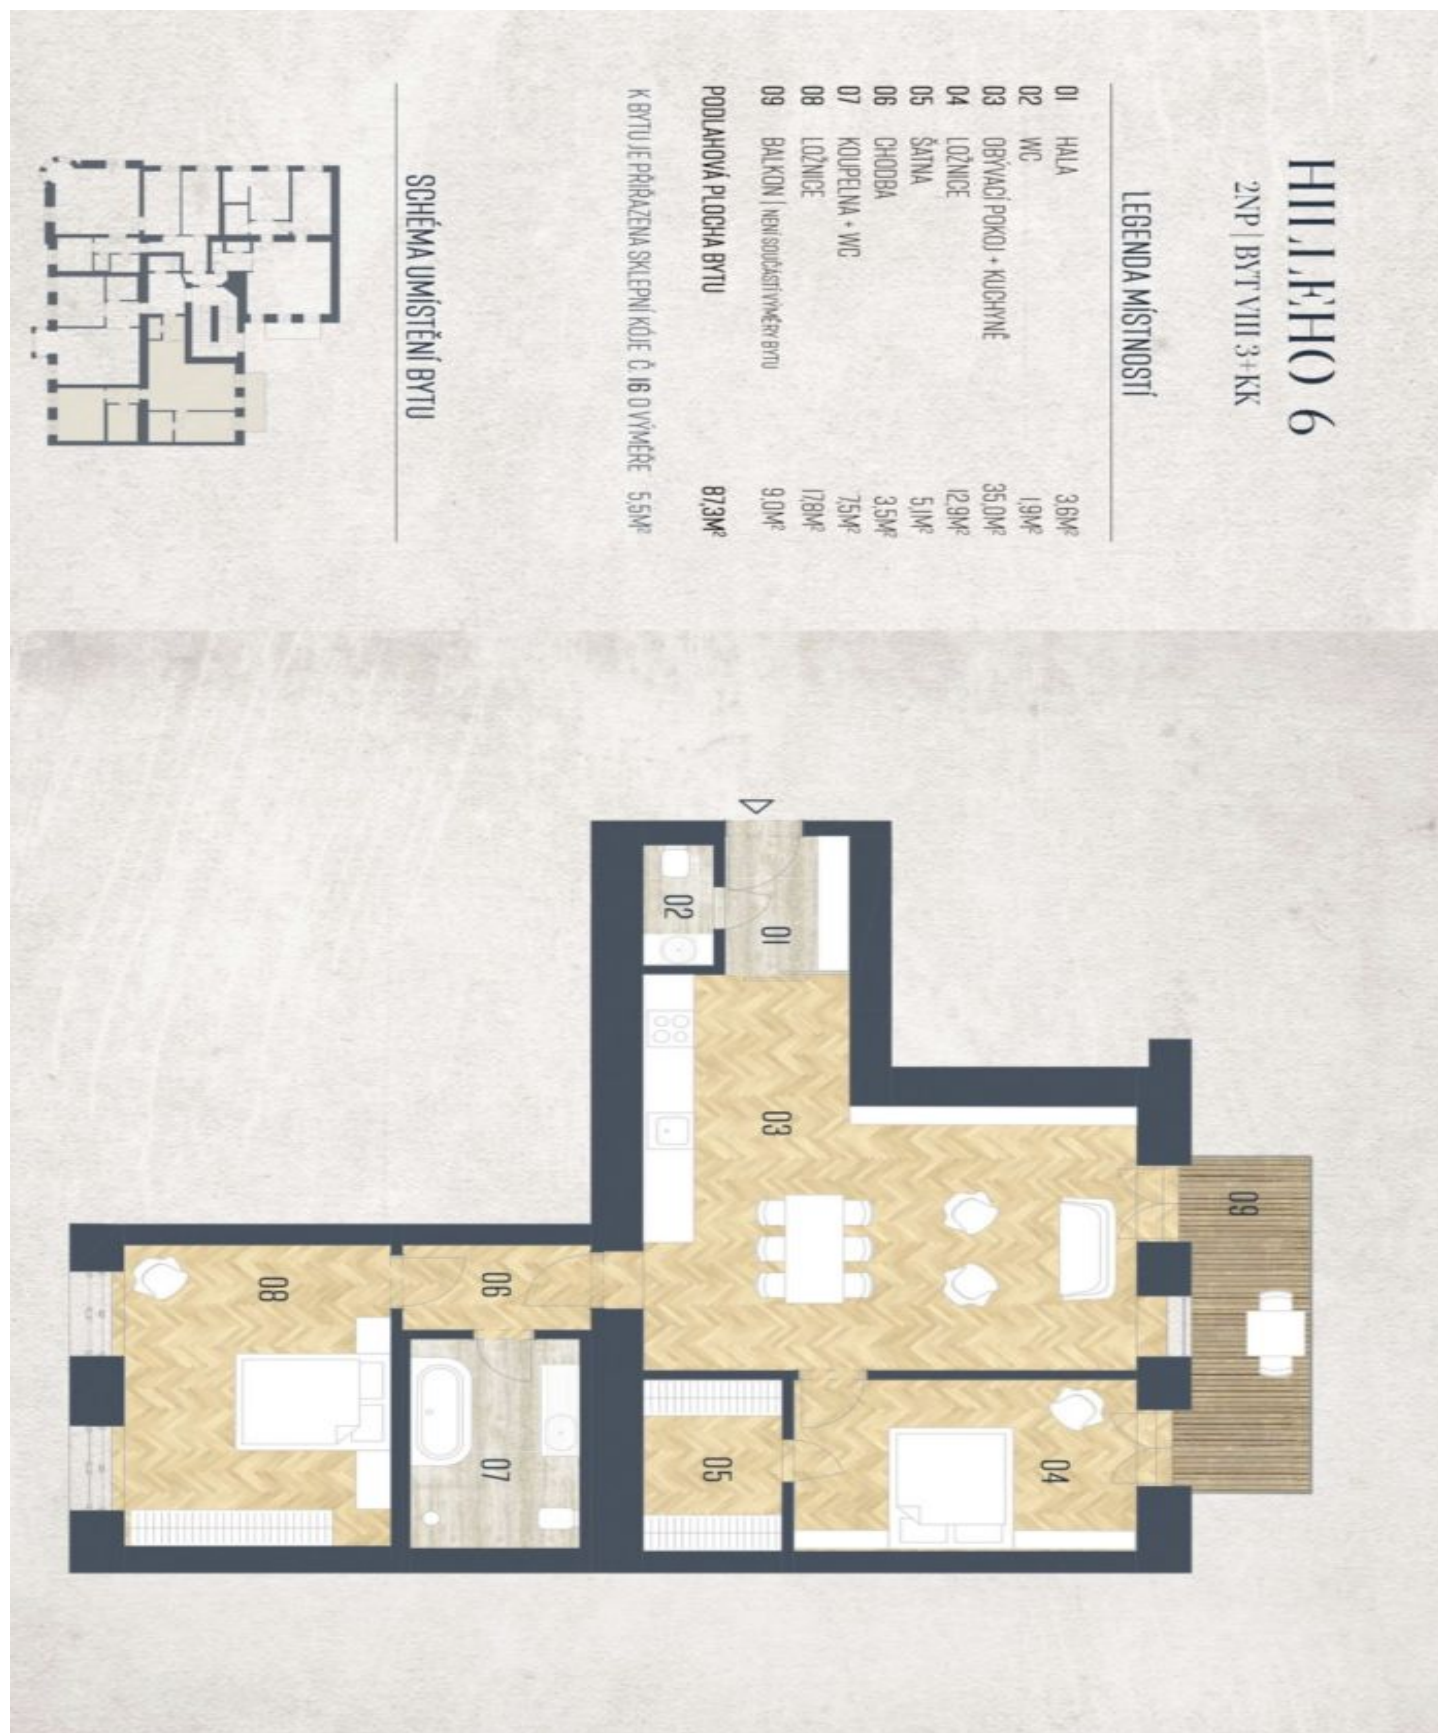 HILLEHO 6
2NP | BYT VIII 3+KK
LEGENDA MÍSTNOSTÍ
01 HALA 3,6M²
02 WC 1,9M²
03 OBÝVACÍ POKOJ + KUCHYNĚ 35,0M²
04 LOŽNICE 12,9M²
05 ŠATNA 5,1M²
06 CHODBA 3,5M²
07 KOUPELNA + WC 7,5M²
08 LOŽNICE 17,8M²
09 BALKON | NENÍ SOUČÁSTÍ VÝMĚRY BYTU 9,0M²
PODLAHOVÁ PLOCHA BYTU 87,3M²
K BYTU JE PŘIŘAZENA SKLEPNÍ KÓJE Č. 16 O VÝMĚŘE 5,5M²
SCHÉMA UMÍSTĚNÍ BYTU
09
04
03
01
02
05
06
07
08